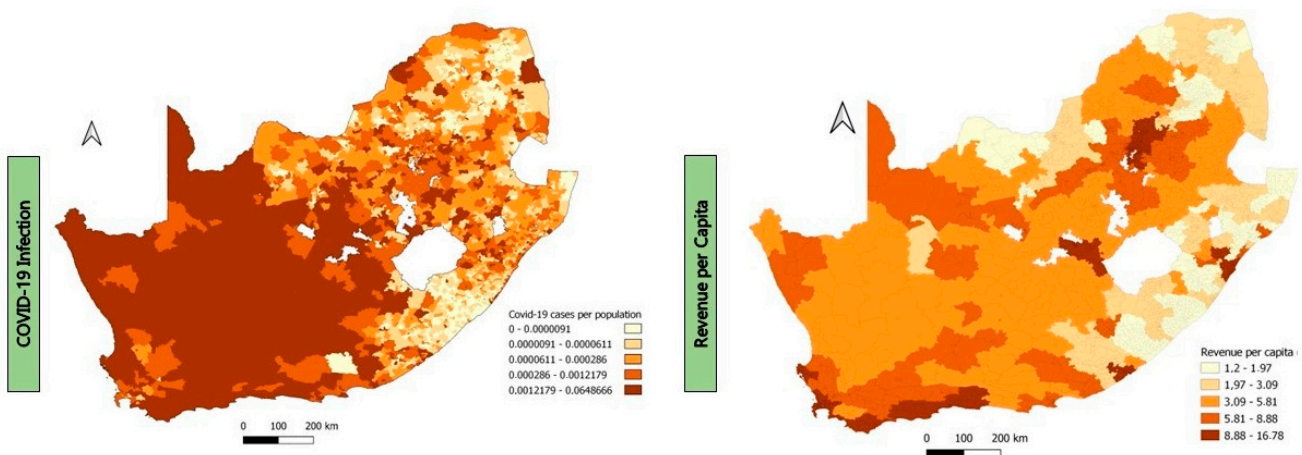 COVID-19 Infection
Covid-19 cases per population
0 - 0.0000091
0.0000091 - 0.0000611
0.0000611 - 0.000286
0.000286 - 0.0012179
0.0012179 - 0.0648666
0 100 200 km
Revenue per Capita
Revenue per capita
1.2 - 1.97
1,97 - 3.09
3.09 - 5.81
5.81 - 8.88
8.88 - 16.78
0 100 200 km